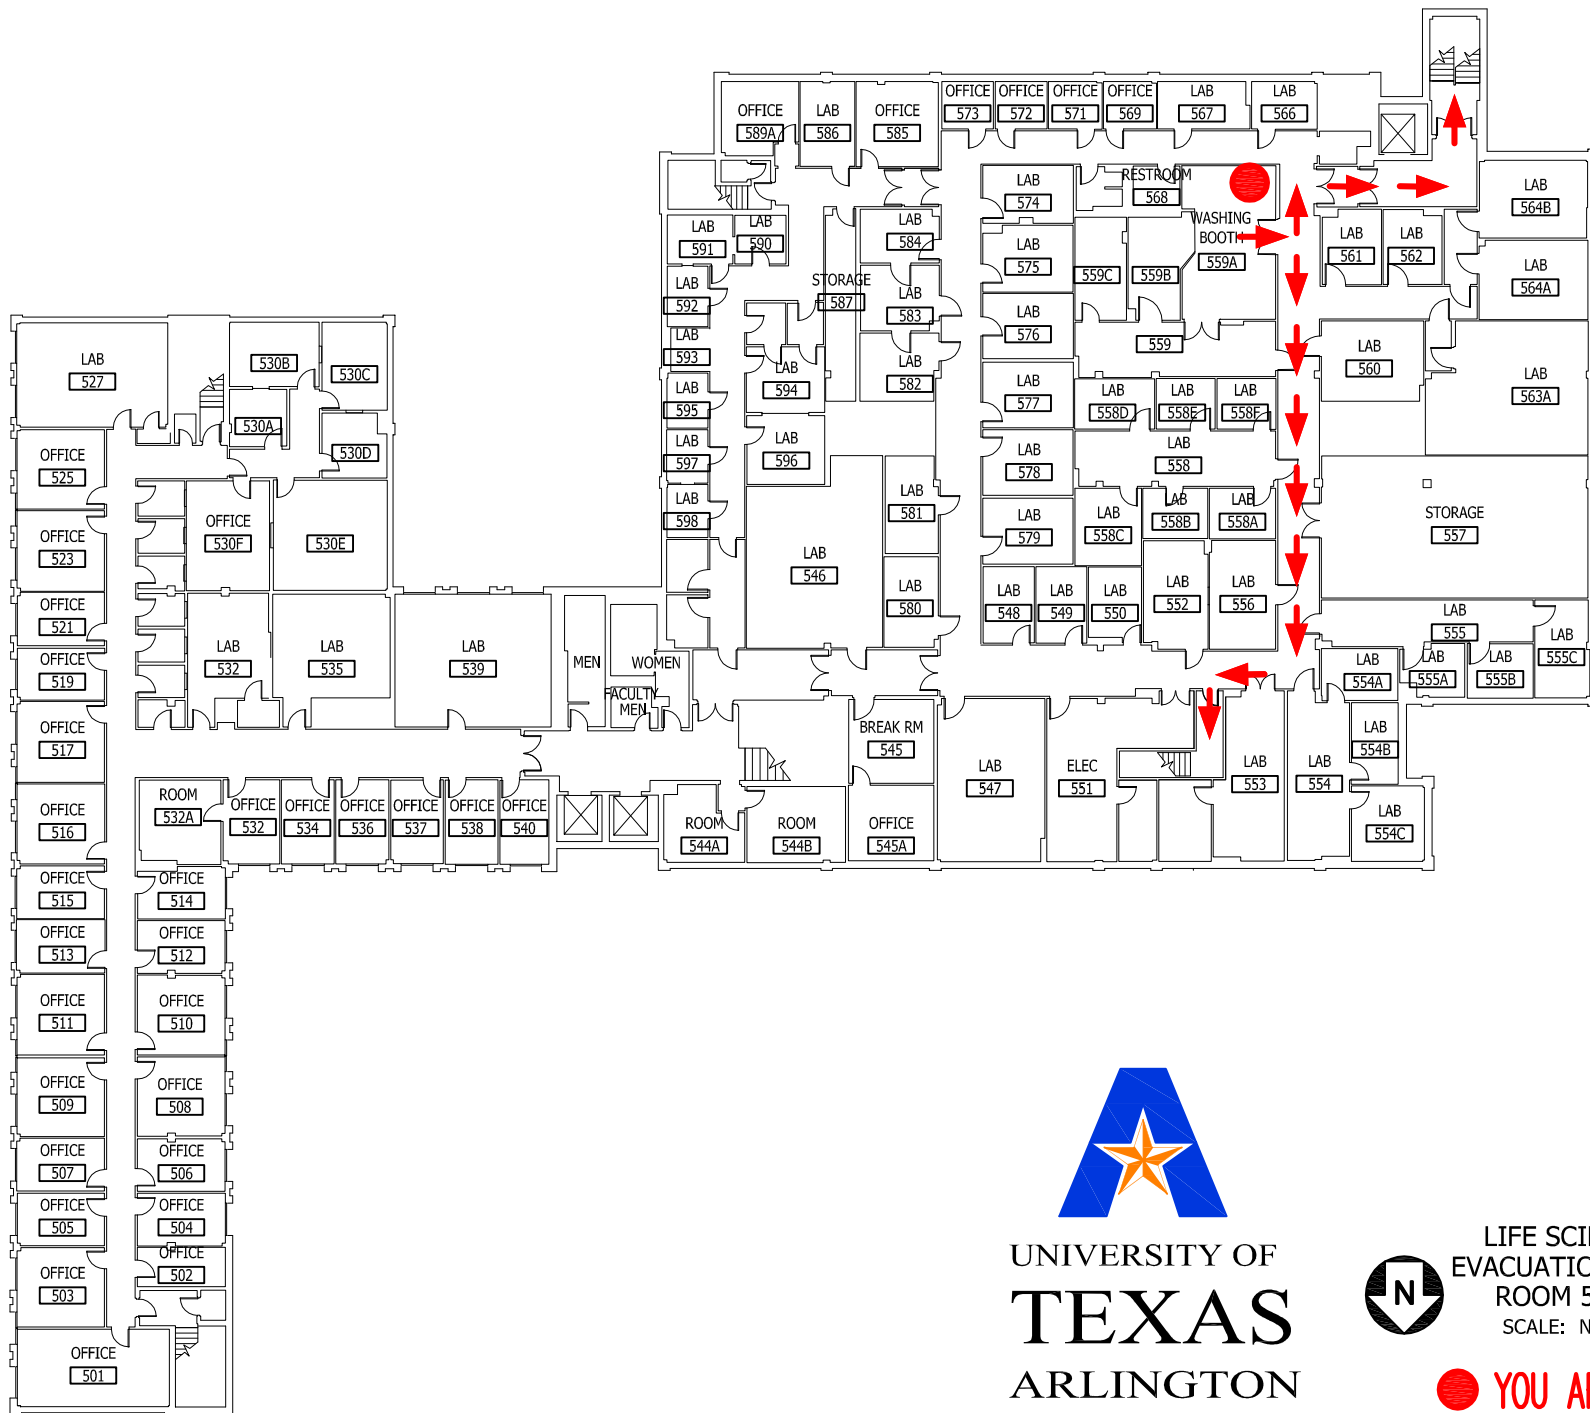 OFFICE
589A
LAB
586
OFFICE
585
OFFICE
573
OFFICE
572
OFFICE
571
OFFICE
569
LAB
567
LAB
566
LAB
574
RESTROOM
568
WASHING
BOOTH
559A
LAB
564B
LAB
561
LAB
562
LAB
564A
LAB
591
LAB
590
LAB
584
LAB
575
559C
559B
LAB
592
STORAGE
587
LAB
583
LAB
576
559
LAB
593
LAB
594
LAB
582
LAB
560
LAB
563A
LAB
595
LAB
577
LAB
558D
LAB
558E
LAB
558F
LAB
597
LAB
596
LAB
578
LAB
558
LAB
598
LAB
581
LAB
579
LAB
558C
LAB
558B
LAB
558A
STORAGE
557
LAB
546
LAB
580
LAB
548
LAB
549
LAB
550
LAB
552
LAB
556
LAB
555
LAB
555C
LAB
554A
LAB
555A
LAB
555B
LAB
527
530B
530C
530A
530D
OFFICE
525
OFFICE
523
OFFICE
530F
530E
OFFICE
521
OFFICE
519
LAB
532
LAB
535
LAB
539
MEN
WOMEN
FACULTY
MEN
OFFICE
517
BREAK RM
545
LAB
547
ELEC
551
LAB
553
LAB
554
LAB
554B
LAB
554C
OFFICE
516
ROOM
532A
OFFICE
532
OFFICE
534
OFFICE
536
OFFICE
537
OFFICE
538
OFFICE
540
ROOM
544A
ROOM
544B
OFFICE
545A
OFFICE
515
OFFICE
514
OFFICE
513
OFFICE
512
OFFICE
511
OFFICE
510
OFFICE
509
OFFICE
508
OFFICE
507
OFFICE
506
OFFICE
505
OFFICE
504
OFFICE
503
OFFICE
502
OFFICE
501
UNIVERSITY OF
TEXAS
ARLINGTON
N
LIFE SCI
EVACUATIO
ROOM 5
SCALE: N
YOU A